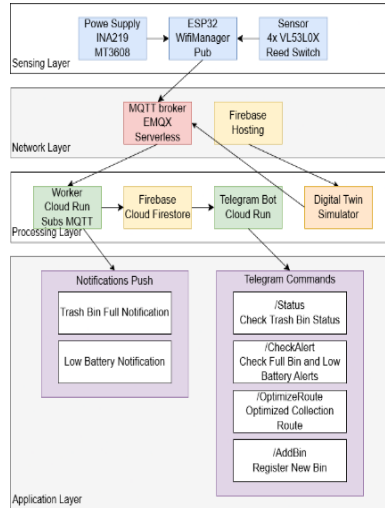 Powe Supply
INA219
MT3608
ESP32
WifiManager
Pub
Sensor
4x VL53L0X
Reed Switch
Sensing Layer
MQTT broker
EMQX
Serverless
Firebase
Hosting
Network Layer
Worker
Cloud Run
Subs MQTT
Firebase
Cloud Firestore
Telegram Bot
Cloud Run
Digital Twin
Simulator
Processing Layer
Notifications Push
Trash Bin Full Notification
Low Battery Notification
Telegram Commands
/Status
Check Trash Bin Status
/CheckAlert
Check Full Bin and Low
Battery Alerts
/OptimizeRoute
Optimized Collection
Route
/AddBin
Register New Bin
Application Layer